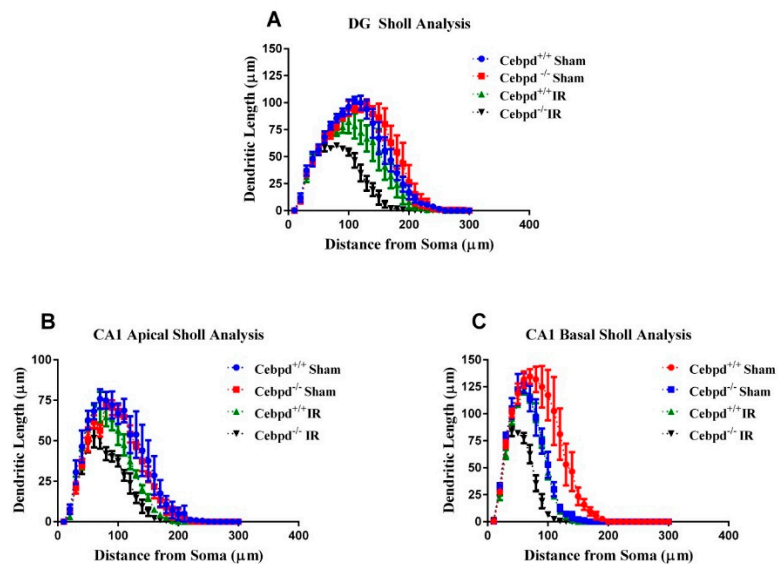 A
DG Sholl Analysis
Dendritic Length (μm)
150
125
100
75
50
25
0
0 100 200 300 400
Distance from Soma (μm)
Cebpd+/+ Sham
Cebpd -/- Sham
Cebpd+/+ IR
Cebpd-/- IR
B
CA1 Apical Sholl Analysis
Dendritic Length (μm)
100
75
50
25
0
0 100 200 300 400
Distance from Soma (μm)
Cebpd+/+ Sham
Cebpd-/- Sham
Cebpd+/+ IR
Cebpd-/- IR
C
CA1 Basal Sholl Analysis
Dendritic Length (μm)
150
125
100
75
50
25
0
0 100 200 300 400
Distance from Soma (μm)
Cebpd+/+ Sham
Cebpd-/- Sham
Cebpd+/+ IR
Cebpd-/- IR